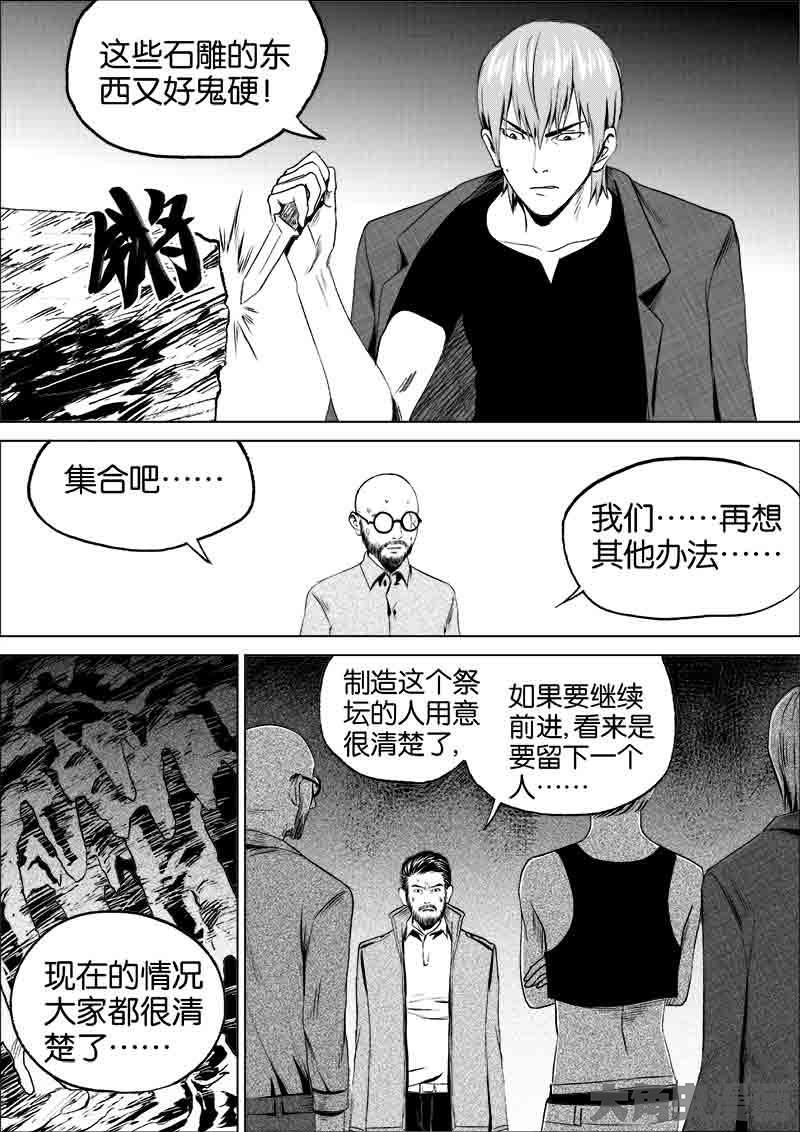 这些石雕的东
西又好鬼硬！
锵
集合吧……
我们……再想
其他办法……
制造这个祭
坛的人用意
很清楚了，
如果要继续
前进，看来是
要留下一个
人……
现在的情况
大家都很清
楚了……